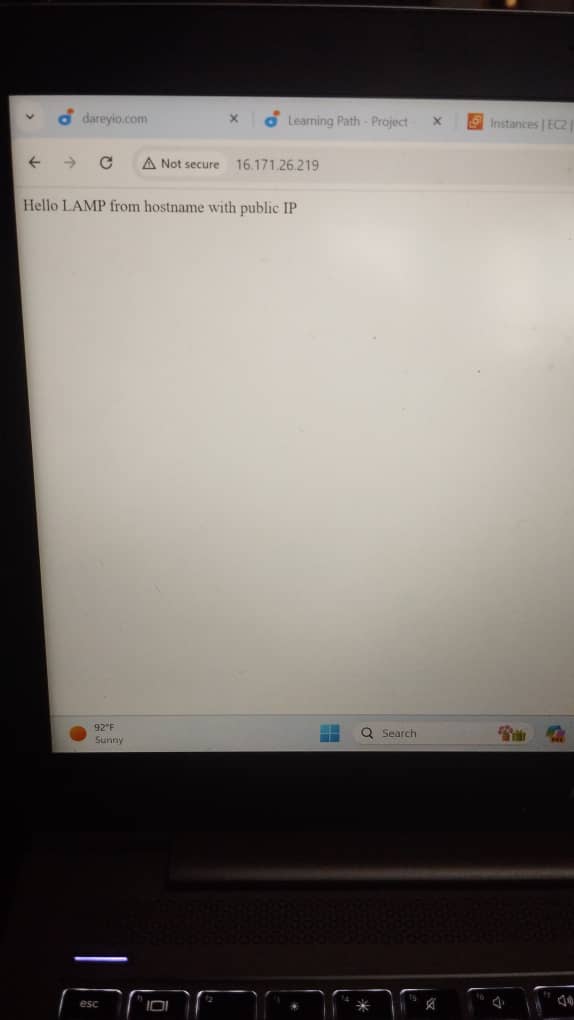 dareyio.com
Learning Path - Project
Instances | EC2 |
Not secure 16.171.26.219
Hello LAMP from hostname with public IP
92°F
Sunny
Search
esc